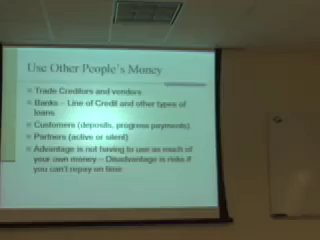 Use Other People's Money
Trade Creditors and vendors
Banks – Line of Credit and other types of
loans
Customers (deposits, progress payments)
Partners (active or silent)
Advantage is not having to use as much of
your own money – Disadvantage is risks if
you can't repay on time